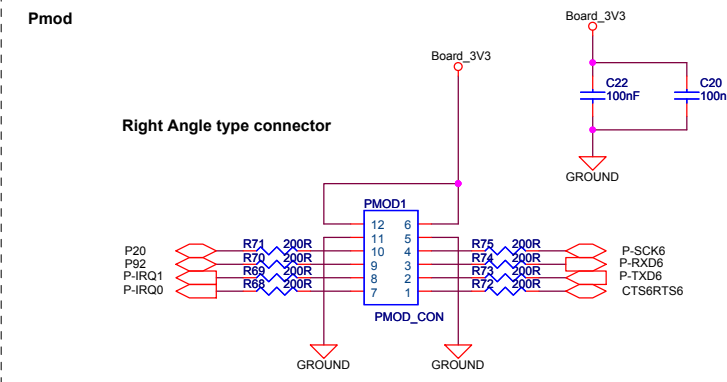 Pmod
Board_3V3
Board_3V3
C22
100nF
C20
100n
Right Angle type connector
GROUND
PMOD1
12 6
11 5
10 4
9 3
8 2
7 1
P20 R71 200R
P92 R70 200R
P-IRQ1 R69 200R
P-IRQ0 R68 200R
R75 200R P-SCK6
R74 200R P-RXD6
R73 200R P-TXD6
R72 200R CTS6RTS6
PMOD_CON
GROUND
GROUND